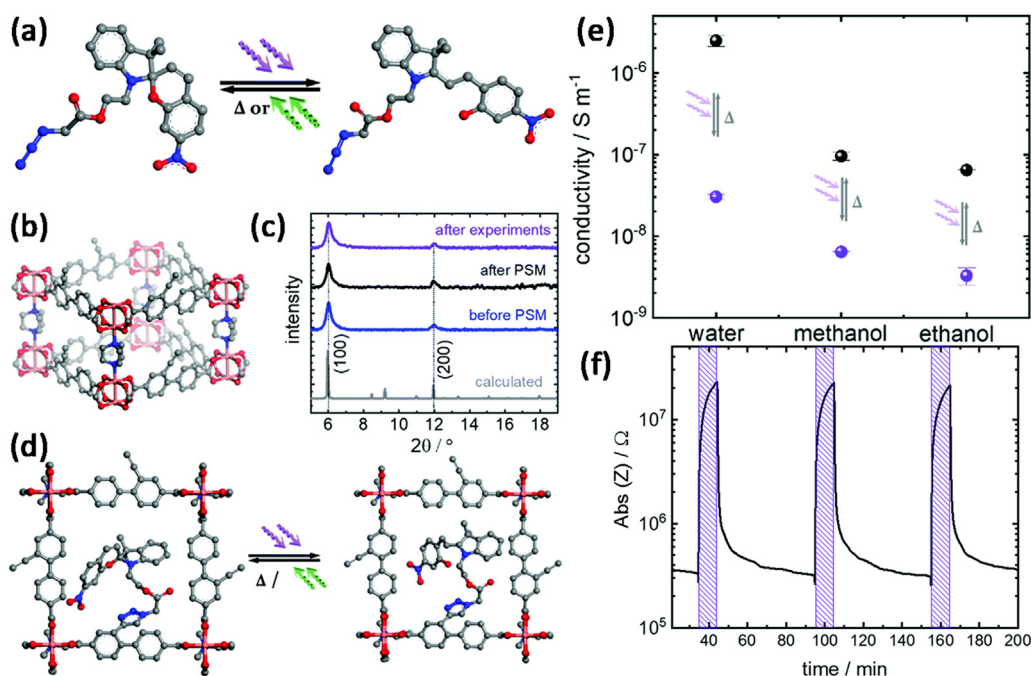 (a)
Δ or
(b)
(c)
after experiments
after PSM
before PSM
(100)
(200)
calculated
intensity
6 8 10 12 14 16 18
2θ / °
(d)
Δ /
(e)
conductivity / S m⁻¹
10⁻⁶
10⁻⁷
10⁻⁸
10⁻⁹
Δ
Δ
Δ
water methanol ethanol
(f)
Abs (Z) / Ω
10⁷
10⁶
10⁵
20 40 60 80 100 120 140 160 180 200
time / min